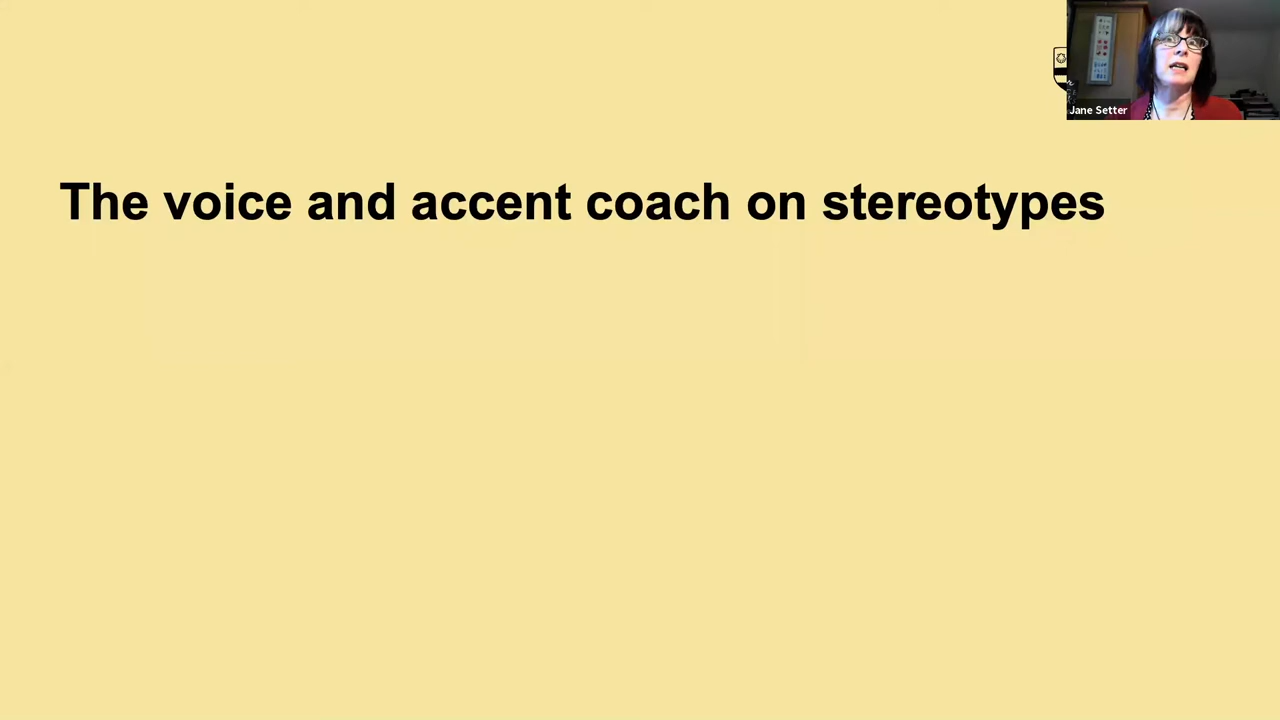 Jane Setter
The voice and accent coach on stereotypes